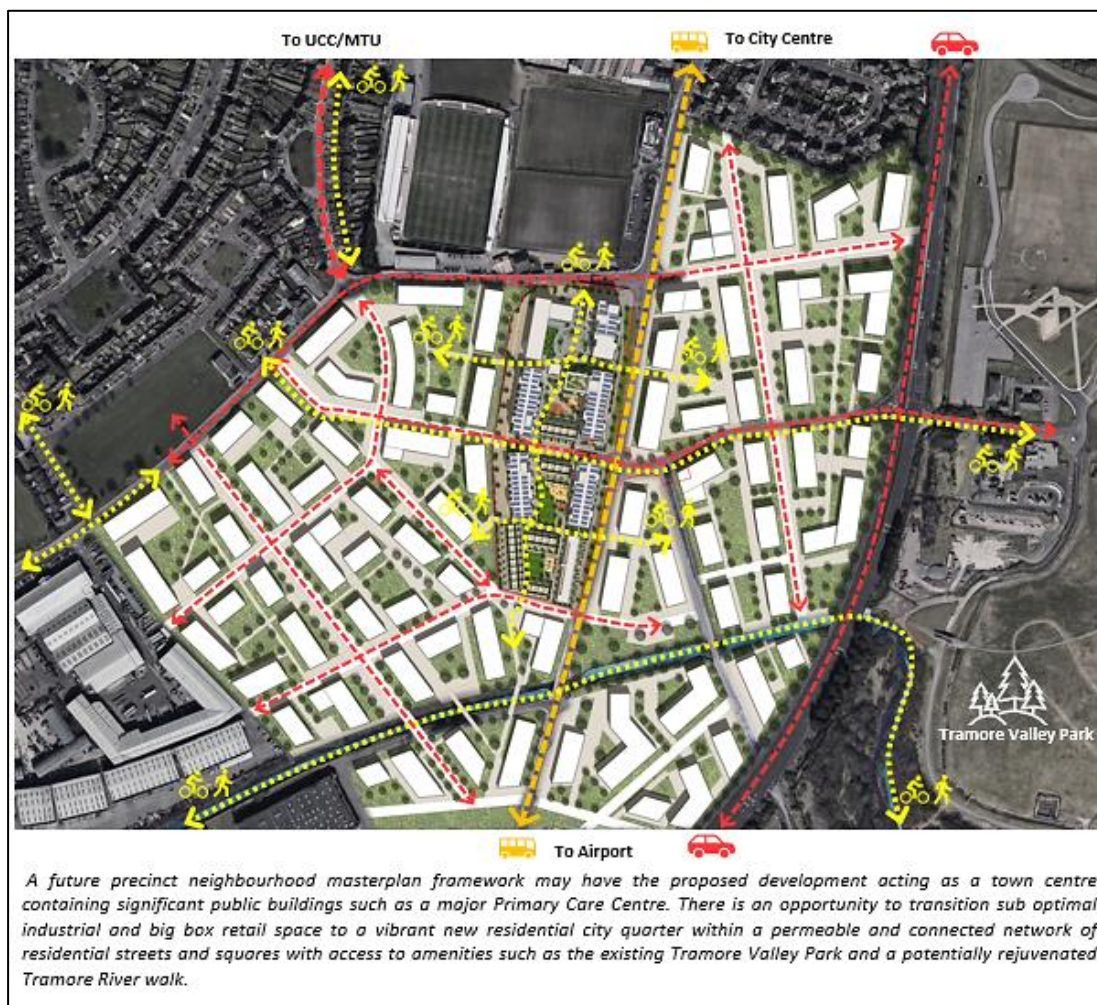 To UCC/MTU
To City Centre
Tramore Valley Park
To Airport
A future precinct neighbourhood masterplan framework may have the proposed development acting as a town centre
containing significant public buildings such as a major Primary Care Centre. There is an opportunity to transition sub optimal
industrial and big box retail space to a vibrant new residential city quarter within a permeable and connected network of
residential streets and squares with access to amenities such as the existing Tramore Valley Park and a potentially rejuvenated
Tramore River walk.